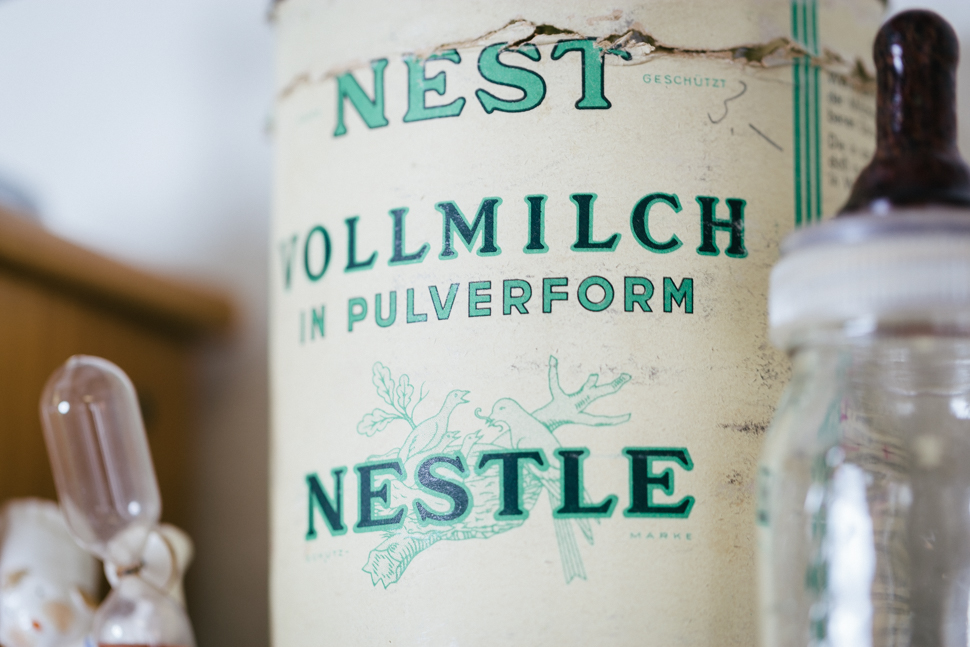 NEST
GESCHÜTZT
VOLLMILCH
IN PULVERFORM
NESTLE
MARKE